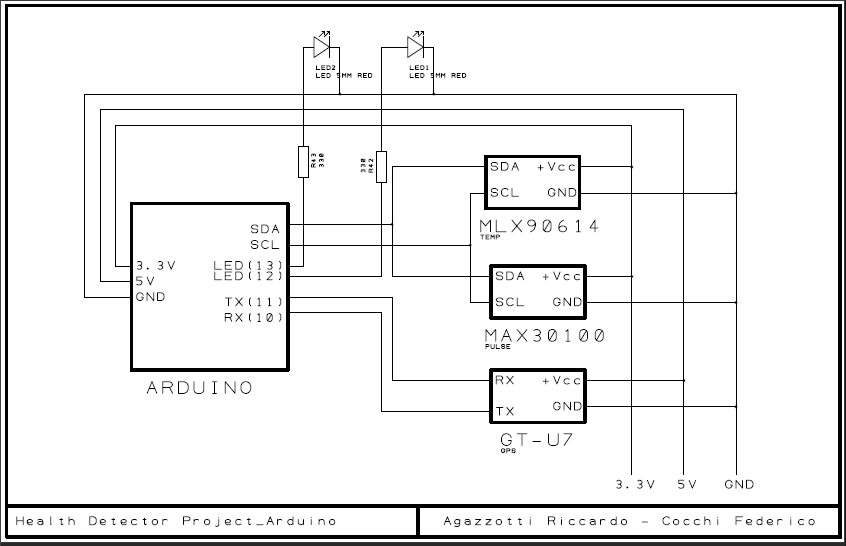 LED2
LED 5MM RED
LED1
LED 5MM RED
R43
330
330
R42
SDA +Vcc
SCL GND
MLX90614
TEMP
SDA
SCL
3.3V LED(13)
5V LED(12)
GND
TX(11)
RX(10)
ARDUINO
SDA +Vcc
SCL GND
MAX30100
PULSE
RX +Vcc
TX GND
GT-U7
GPS
3.3V 5V GND
Health Detector Project_Arduino
Agazzotti Riccardo - Cocchi Federico